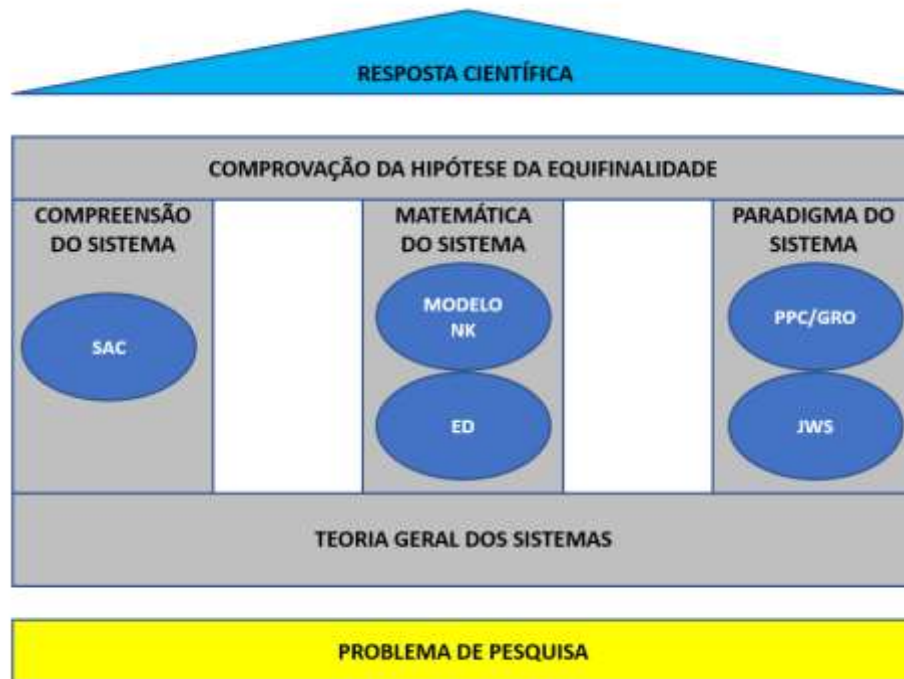 RESPOSTA CIENTÍFICA
COMPROVAÇÃO DA HIPÓTESE DA EQUIFINALIDADE
COMPREENSÃO
DO SISTEMA
SAC
MATEMÁTICA
DO SISTEMA
MODELO
NK
ED
PARADIGMA DO
SISTEMA
PPC/GRO
JWS
TEORIA GERAL DOS SISTEMAS
PROBLEMA DE PESQUISA